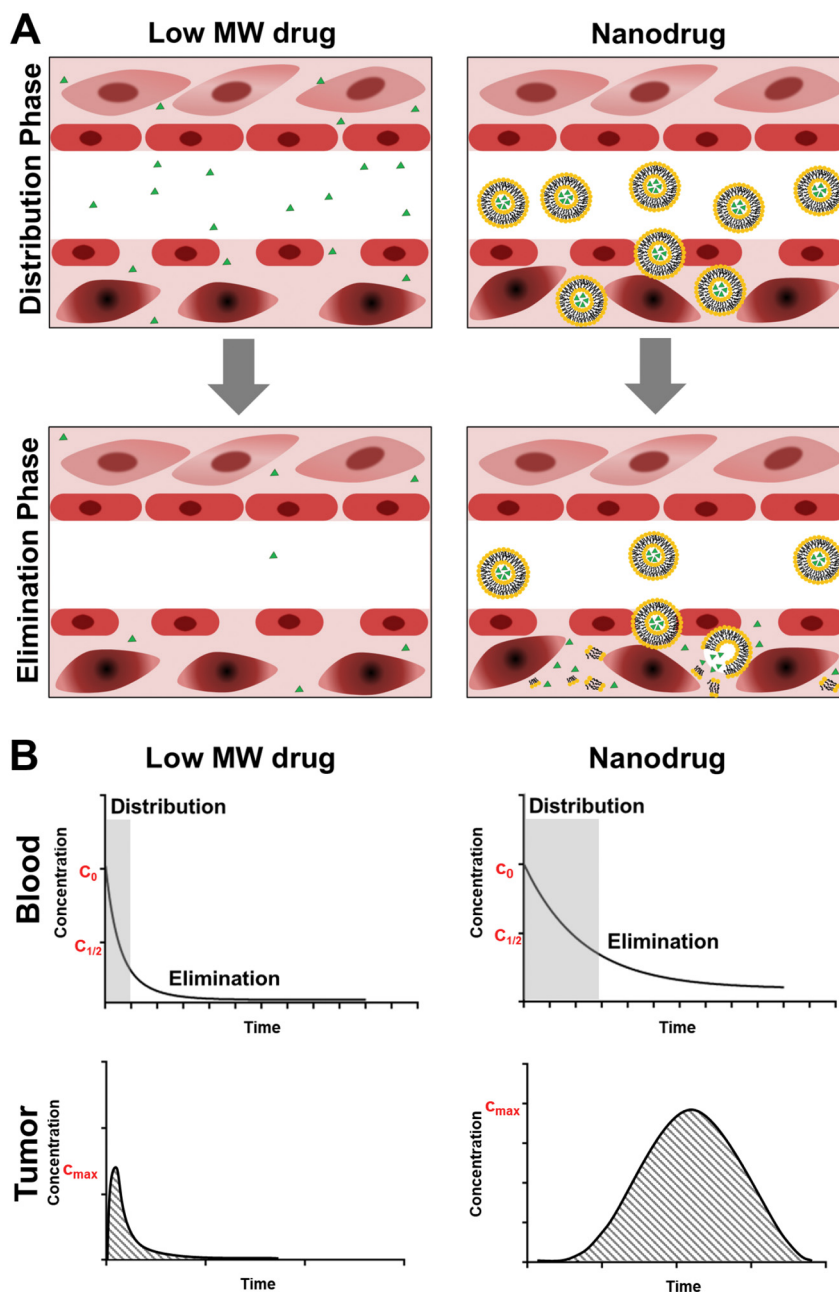 A
Low MW drug
Nanodrug
Distribution Phase
Elimination Phase
B
Low MW drug
Nanodrug
Blood
Concentration
C0
C1/2
Distribution
Elimination
Time
Concentration
C0
C1/2
Distribution
Elimination
Time
Tumor
Concentration
Cmax
Time
Concentration
Cmax
Time